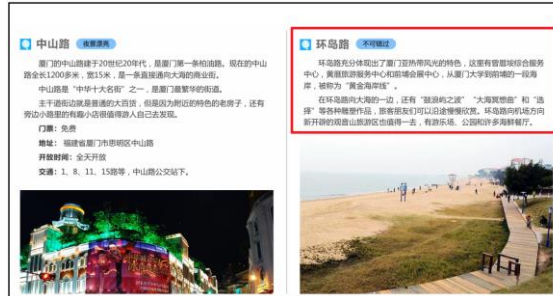 中山路 夜景漂亮
厦门的中山路建于20世纪20年代，是厦门第一条柏油路。现在的中山
路全长1200多米，宽15米，是一条直接通向大海的商业街。
中山路是“中华十大名街”之一，是厦门最繁华的街道。
主干道街边就是普通的大百货，但是因为附近的特色的老房子，还有
旁边小路里的有趣小店很值得游人自己去发现。
门票：免费
地址：福建省厦门市思明区中山路
开放时间：全天开放
交通：1、8、11、15路等，中山路公交站下。
环岛路 不可错过
环岛路充分体现出了厦门亚热带风光的特色，这里有曾厝垵综合服务
中心，黄厝旅游服务中心和前埔会展中心，从厦门大学到前埔的一段海
岸，被称为“黄金海岸线”。
在环岛路向大海的一边，还有“鼓浪屿之波”“大海冥想曲”和“选
择”等各种雕塑作品，旅客朋友们可以沿途慢慢欣赏。环岛路向机场方向
新开辟的观音山旅游区也值得一去，有游乐场、公园和许多海鲜餐厅。